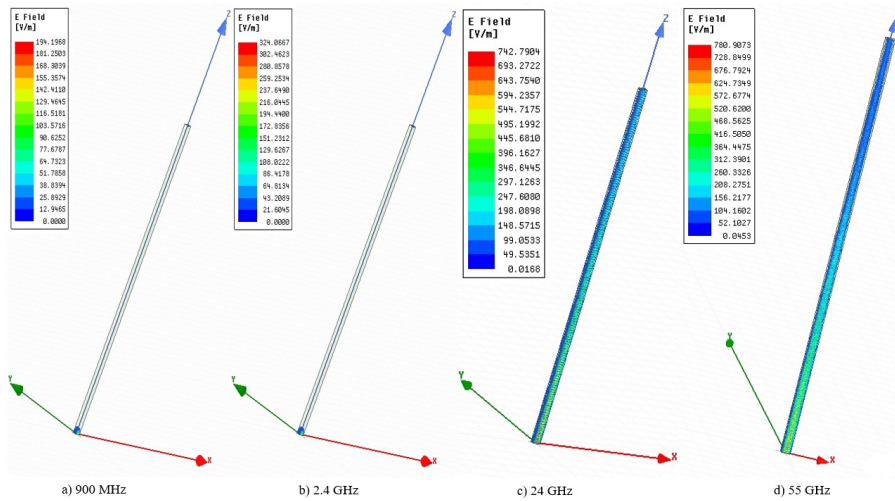 E Field
[V/m]
194.1968
181.2503
168.3039
155.3574
142.4110
129.4645
116.5181
103.5716
90.6252
77.6787
64.7323
51.7858
38.8394
25.8929
12.9465
0.0000
Z
Y
X
a) 900 MHz
E Field
[V/m]
324.0667
302.4623
280.8578
259.2534
237.6490
216.0445
194.4400
172.8356
151.2312
129.6267
108.0222
86.4178
64.8134
43.2089
21.6045
0.0000
Z
Y
X
b) 2.4 GHz
E Field
[V/m]
742.7904
693.2722
643.7540
594.2357
544.7175
495.1992
445.6810
396.1627
346.6445
297.1263
247.6080
198.0898
148.5715
99.0533
49.5351
0.0168
Z
Y
X
c) 24 GHz
E Field
[V/m]
780.9073
728.8499
676.7924
624.7349
572.6774
520.6200
468.5625
416.5050
364.4475
312.3901
260.3326
208.2751
156.2177
104.1602
52.1027
0.0453
Z
Y
X
d) 55 GHz